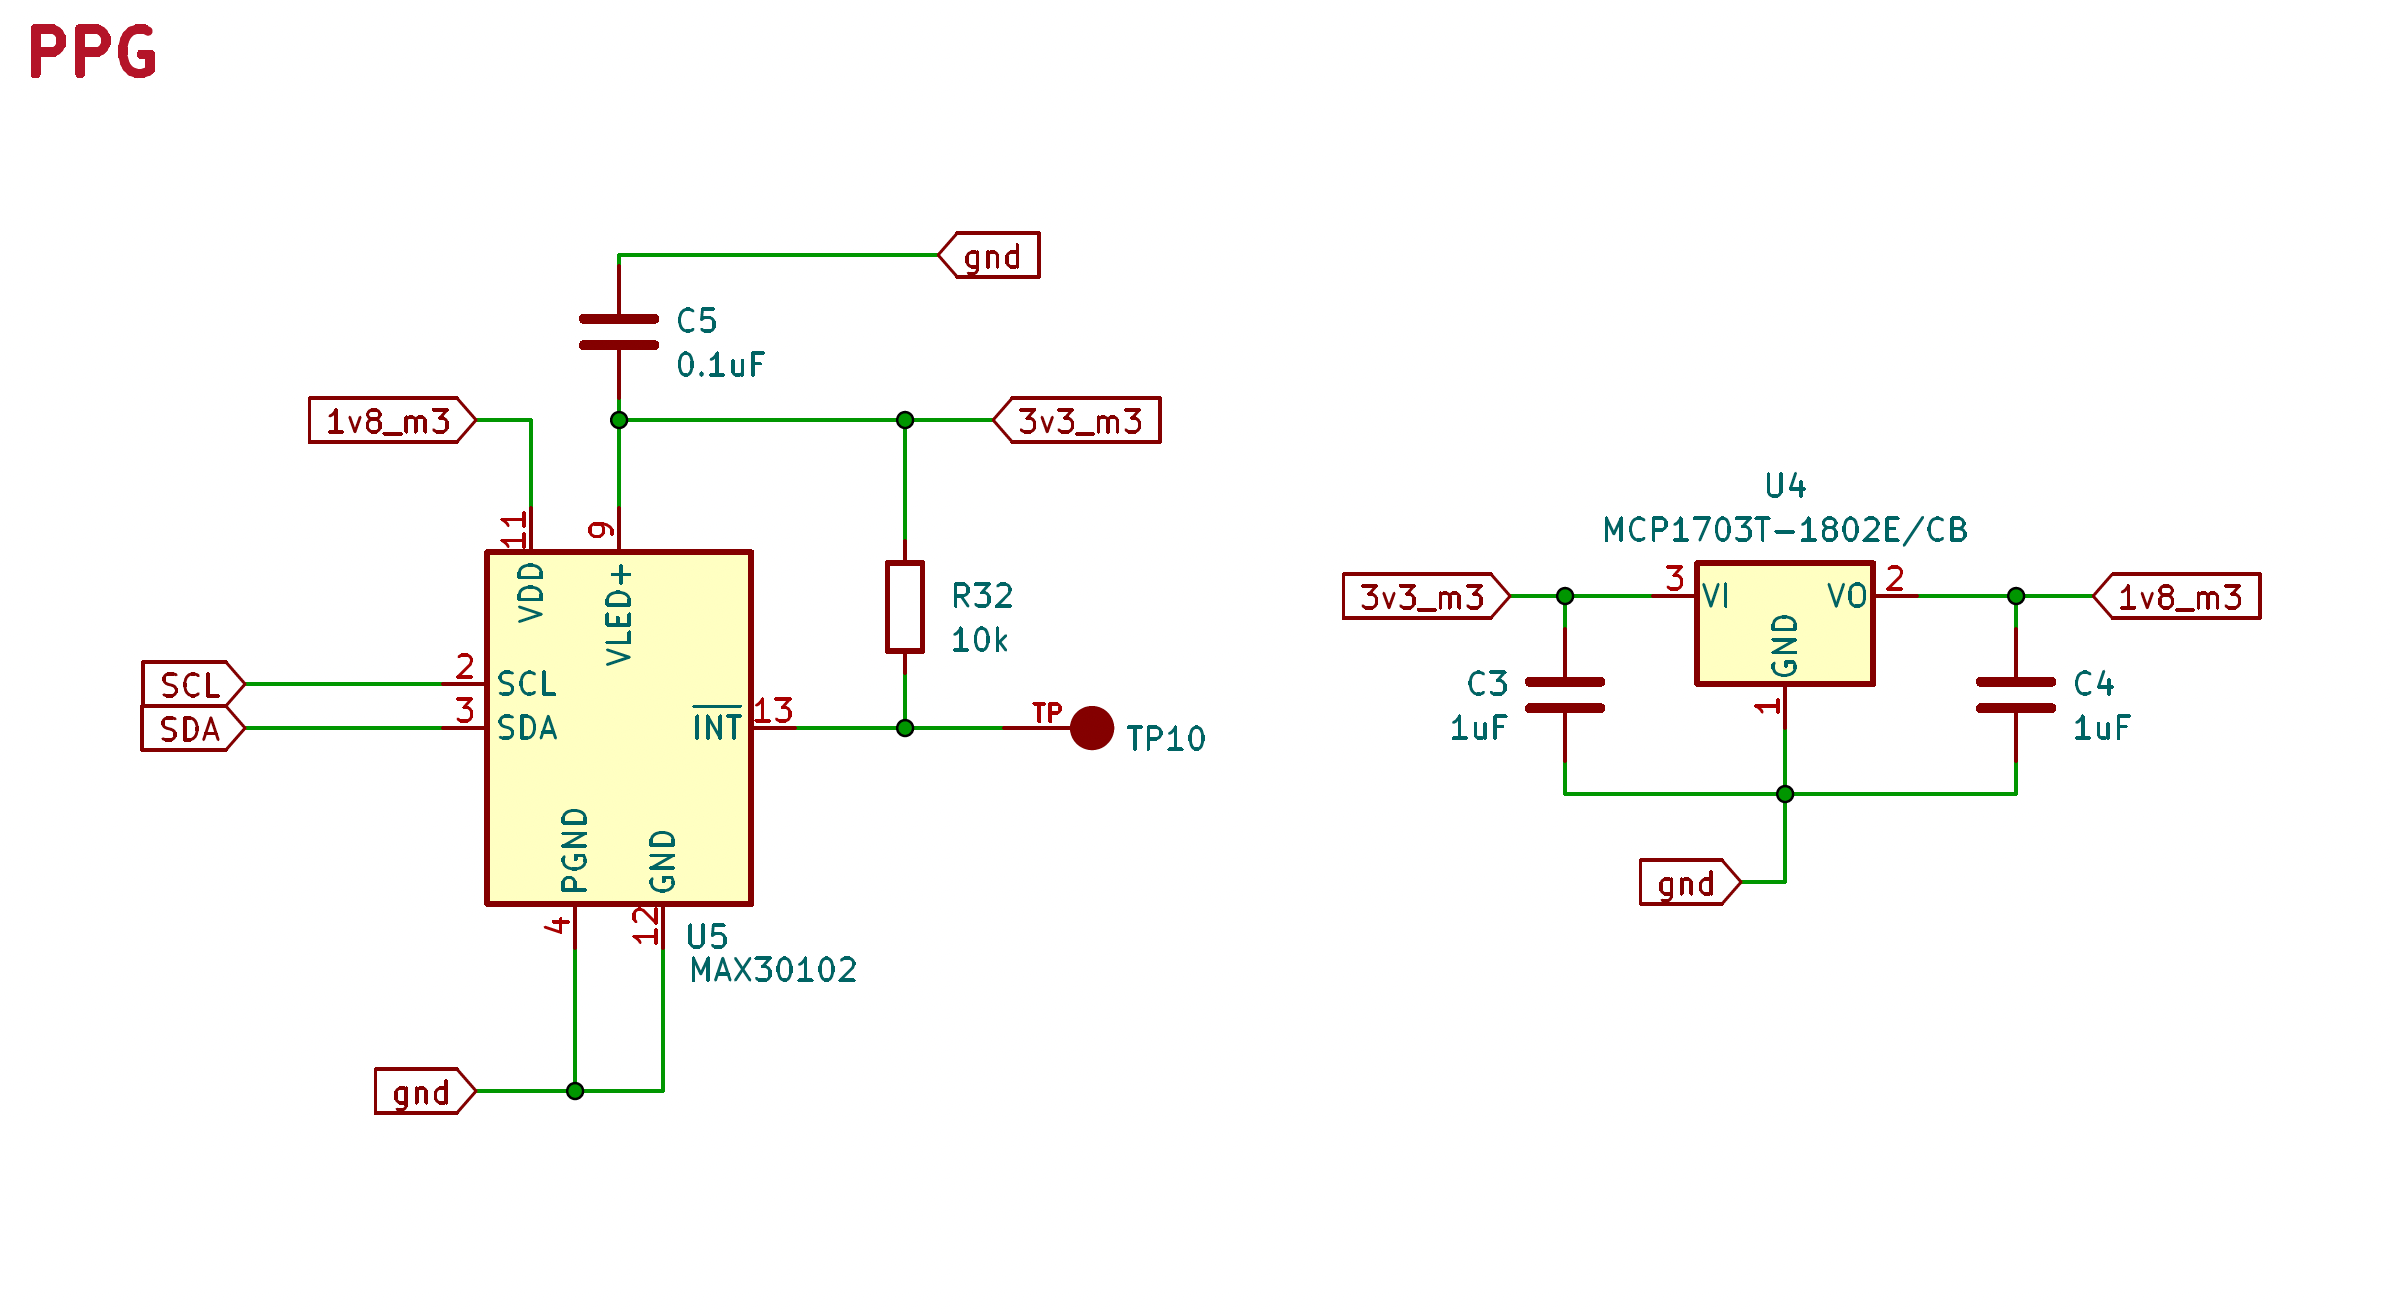 PPG
gnd
C5
0.1uF
1v8_m3
3v3_m3
11
9
VDD
VLED+
R32
10k
SCL
2
SCL
SDA
3
SDA
INT
13
TP
TP10
PGND
GND
4
12
U5
MAX30102
gnd
U4
MCP1703T-1802E/CB
3v3_m3
3
VI
VO
2
1v8_m3
GND
1
C3
1uF
C4
1uF
gnd